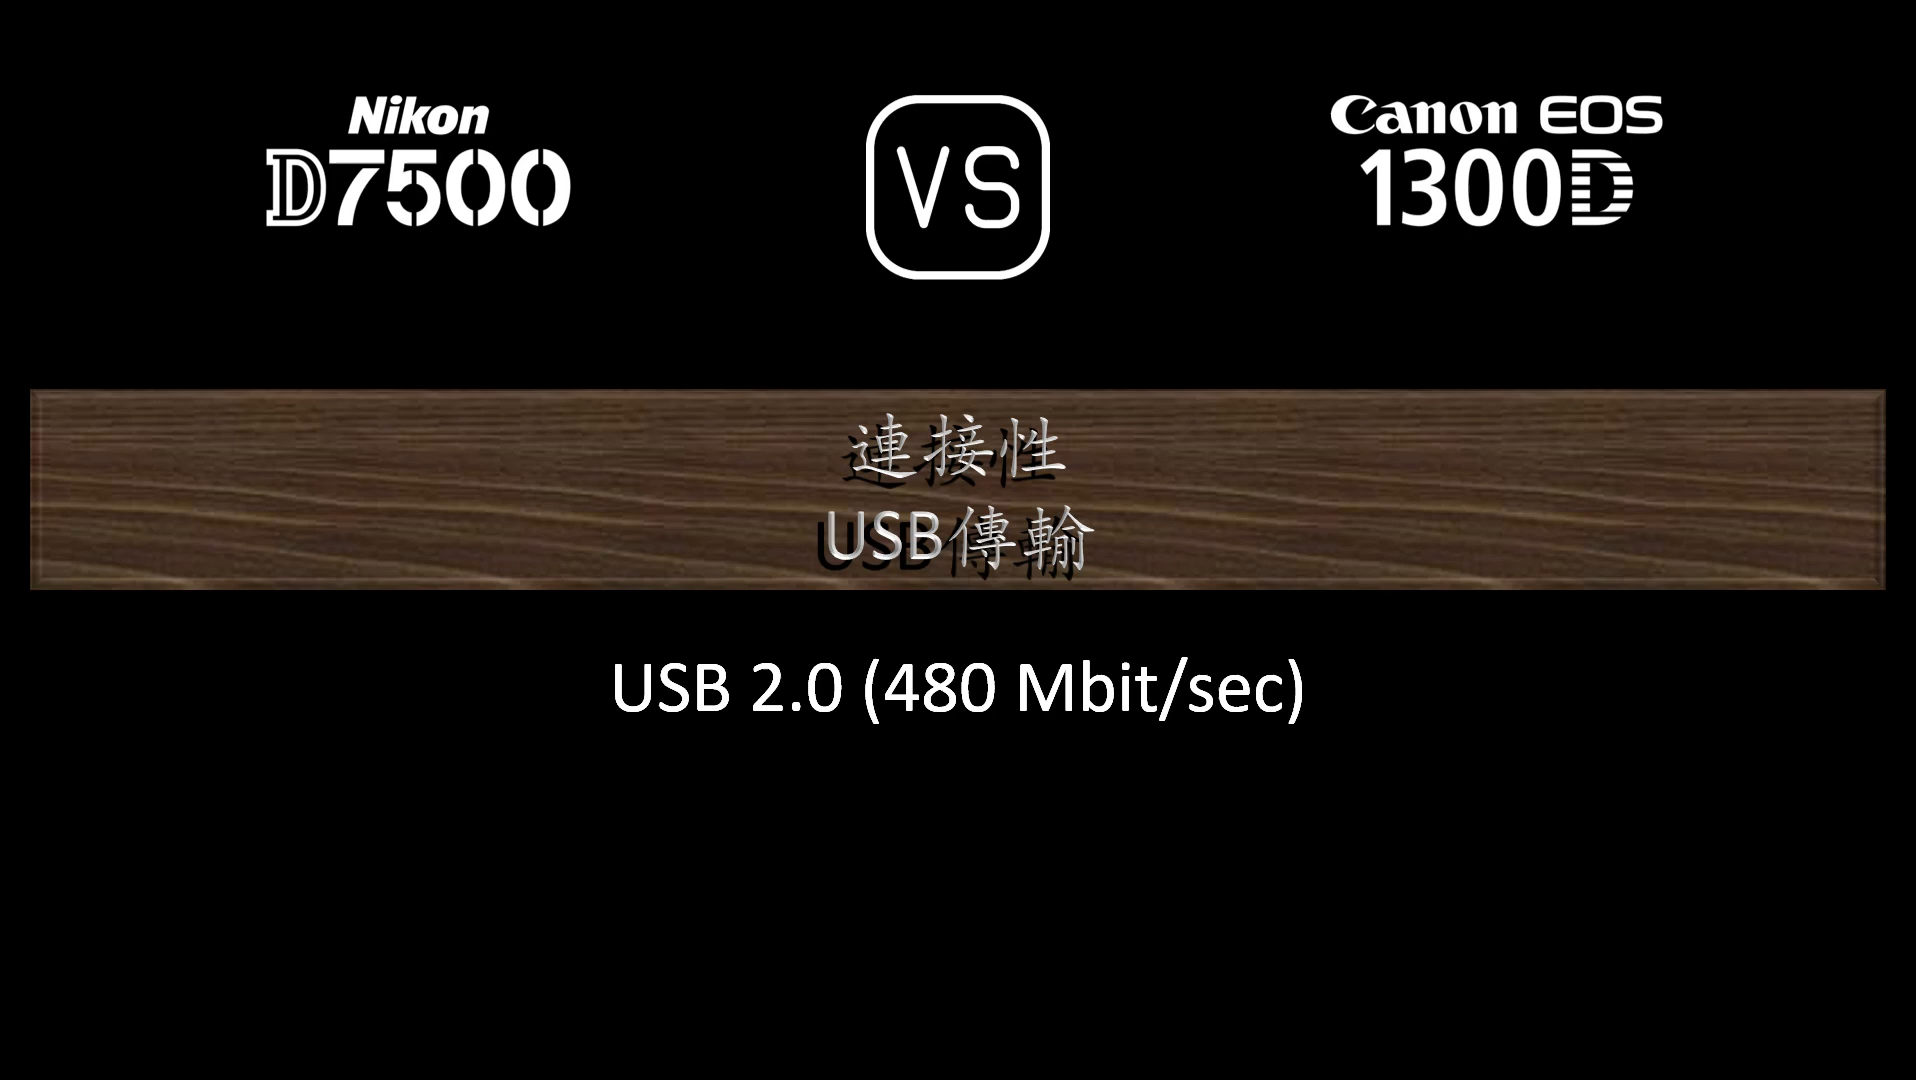 Nikon
D7500
VS
Canon EOS
1300D
連接性
USB傳輸
USB 2.0 (480 Mbit/sec)